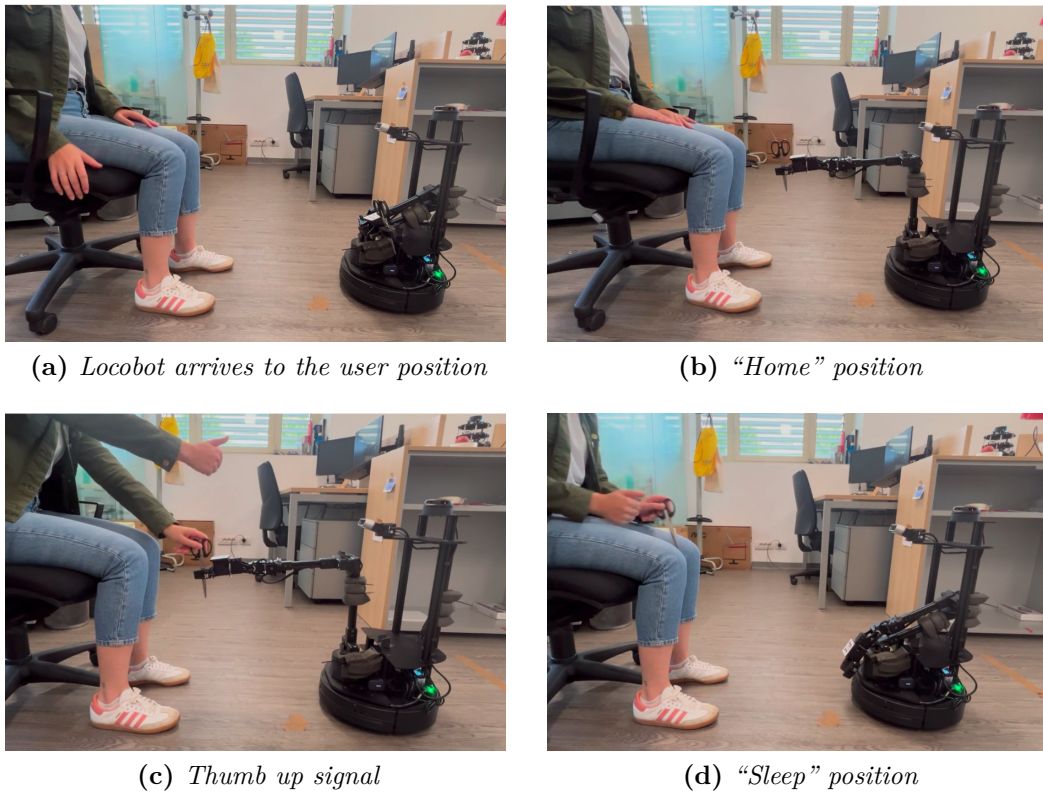 (a) Locobot arrives to the user position
(b) “Home” position
(c) Thumb up signal
(d) “Sleep” position